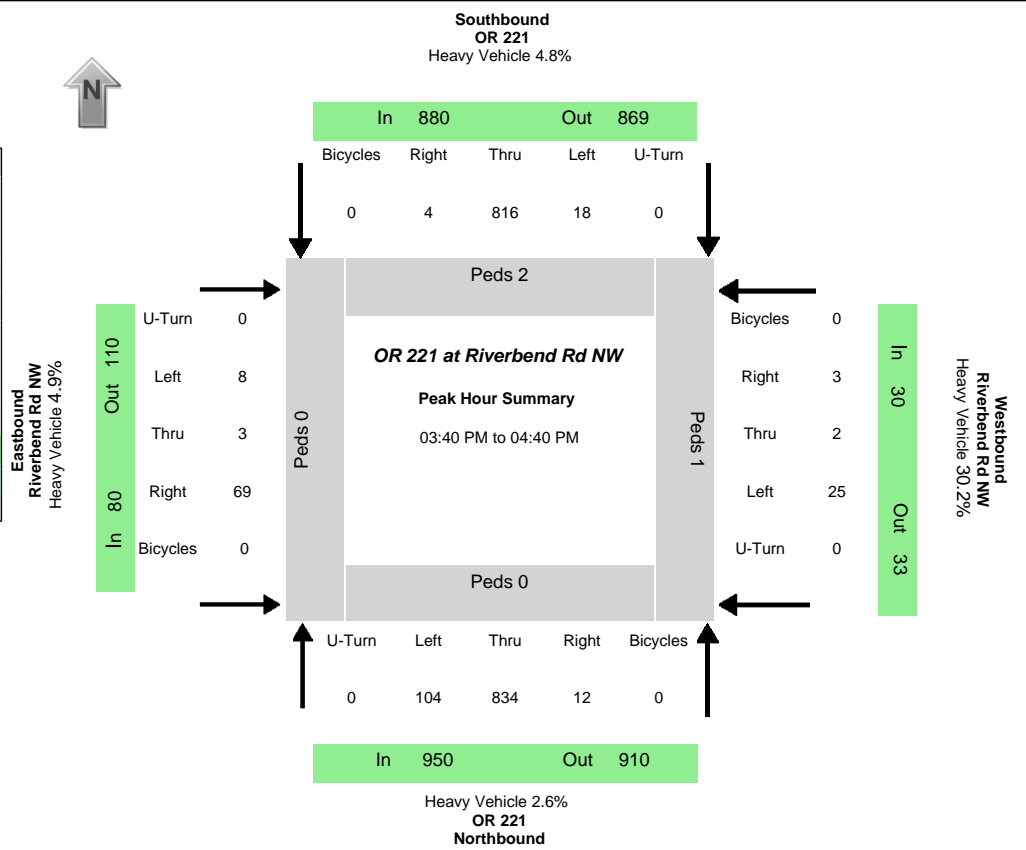 Southbound
OR 221
Heavy Vehicle 4.8%
N
In 880 Out 869
Bicycles Right Thru Left U-Turn
0 4 816 18 0
Peds 2
Eastbound
Riverbend Rd NW
Heavy Vehicle 4.9%
In 80 Out 110
U-Turn 0
Left 8
Thru 3
Right 69
Bicycles 0
Peds 0
OR 221 at Riverbend Rd NW
Peak Hour Summary
03:40 PM to 04:40 PM
Peds 1
Bicycles 0
Right 3
Thru 2
Left 25
U-Turn 0
In 30 Out 33
Westbound
Riverbend Rd NW
Heavy Vehicle 30.2%
Peds 0
U-Turn Left Thru Right Bicycles
0 104 834 12 0
In 950 Out 910
Heavy Vehicle 2.6%
OR 221
Northbound